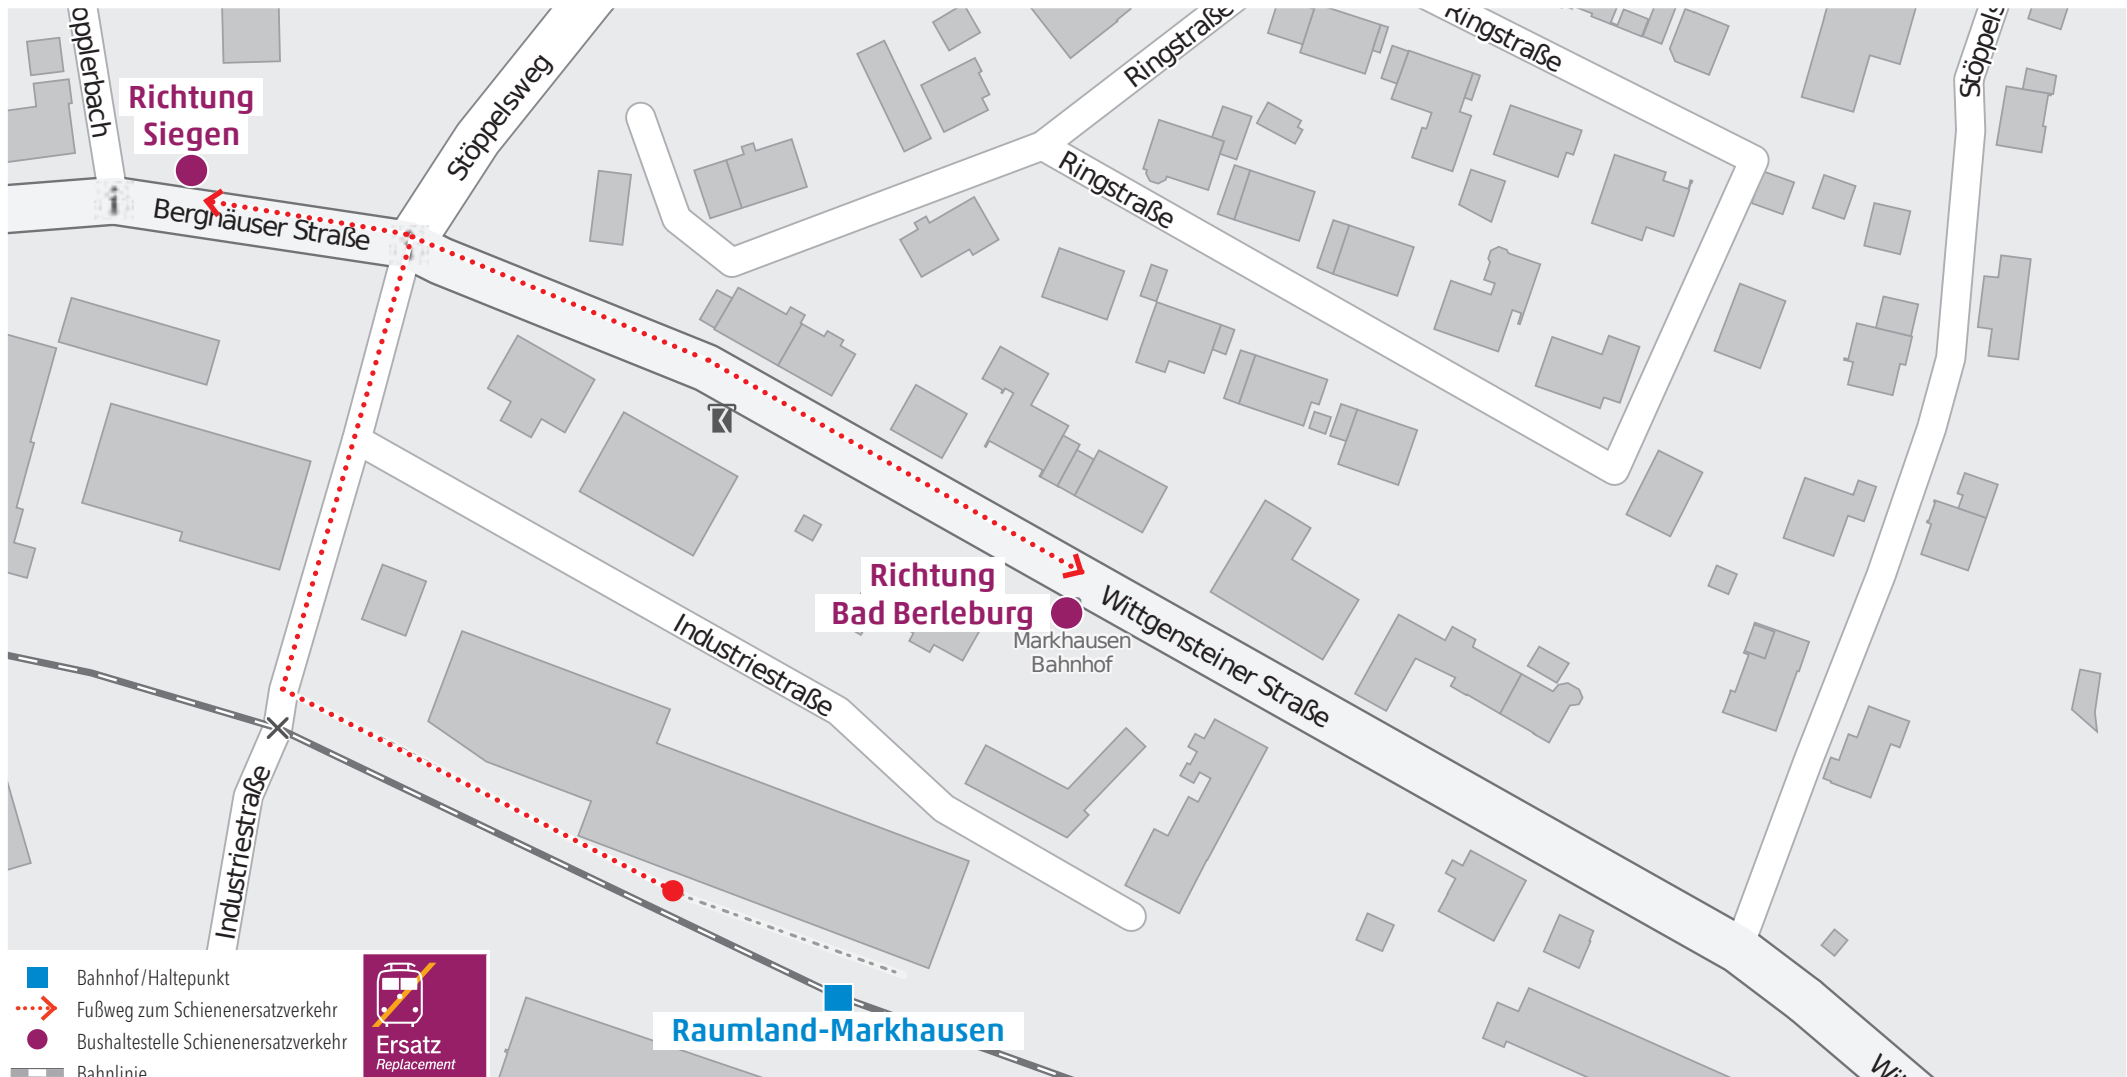 opplerbach
Richtung
Siegen
Stöppelsweg
Berghäuser Straße
Ringstraße
Ringstraße
Ringstraße
Stöppels
Richtung
Bad Berleburg
Markhausen
Bahnhof
Wittgensteiner Straße
Industriestraße
Industriestraße
Raumland-Markhausen
Bahnhof/Haltepunkt
Fußweg zum Schienenersatzverkehr
Bushaltestelle Schienenersatzverkehr
Bahnlinie
Ersatz
Replacement
Wit